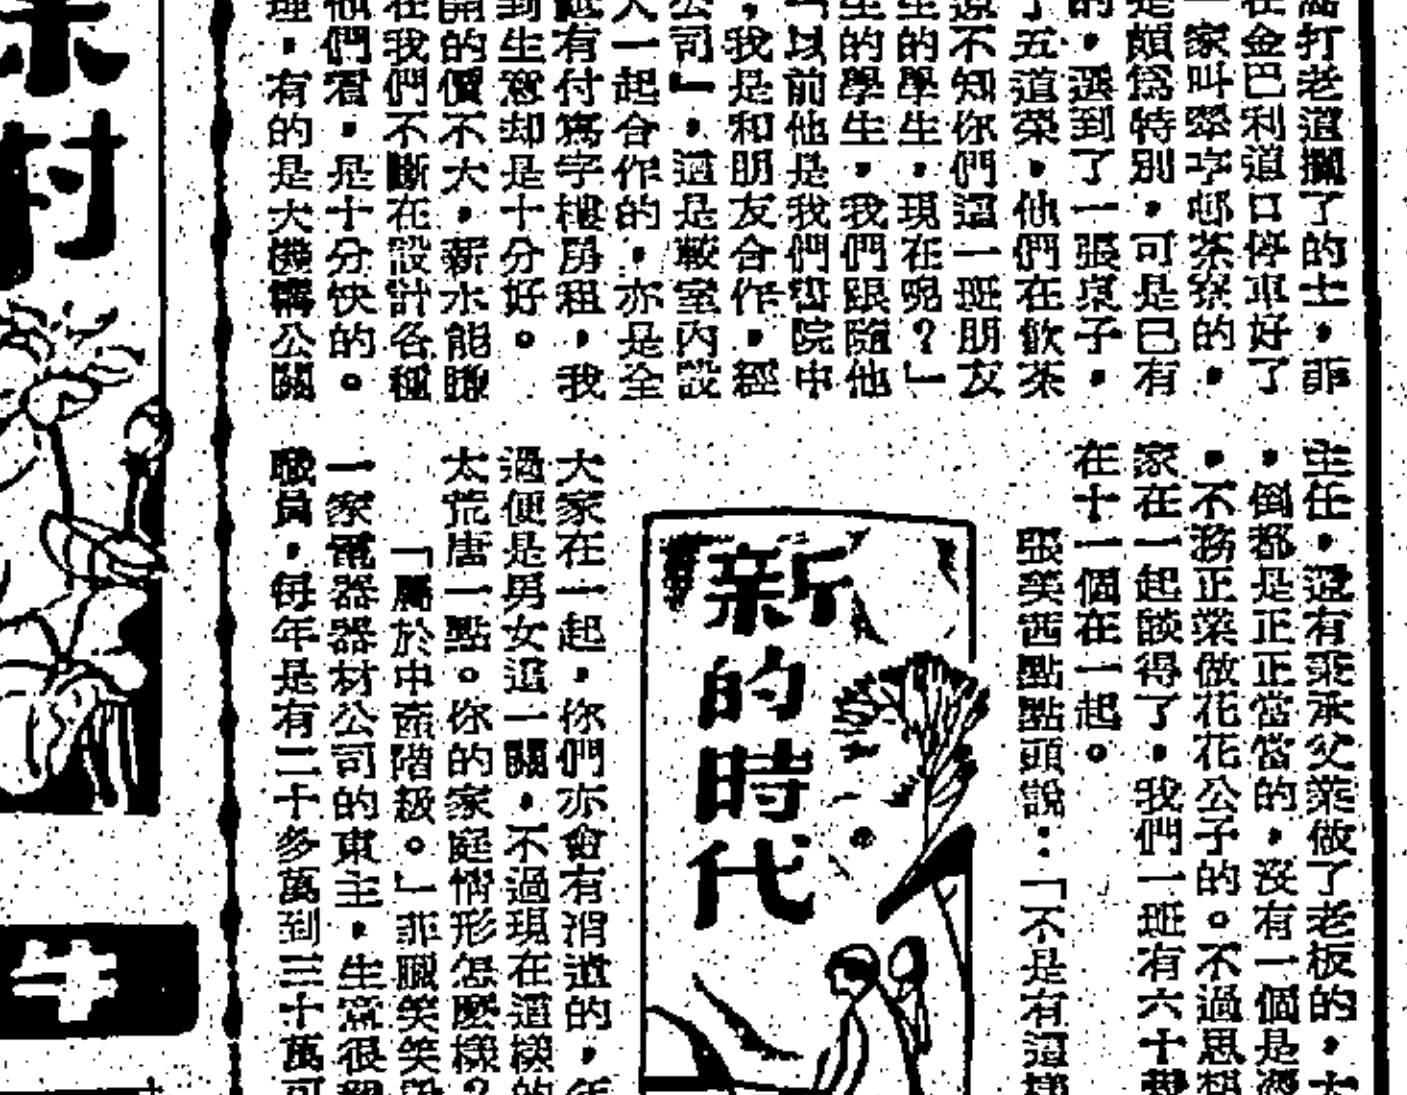 打老道攔了的士，菲
在金巴利道口停車好了
一家叫翠亨邨茶寮的，
是頗為特別，可是已有
的，選到了一張桌子，
了五道菜，他們在飲茶
還不知你們這一班朋友
生的學生，現在呢？」
生的學生，我們跟隨他
以前他是我們書院中
，我是和朋友合作，經
公司」，這是較室內設
人一起合作的，亦是全
有付寫字樓房租，我
到生意却是十分好。
開的價不大，薪水能賺
在我們不斷在設計各種
他們看，是十分快的。
理，有的是大機構公關
主任，還有秉承父業做了老板的，大
，倒都是正正當當的，沒有一個是憑
，不務正業做花花公子的。不過思想
家在一起談得了，我們一班有六十
在十一個在一起。
張芙茜點點頭說：「不是有這樣
新的時代
大家在一起，你們亦會有消遣的，
過便是男女這一關，不過現在這樣的
太荒唐一點。你的家庭情形怎麼樣？
「屬於中產階級。」菲
笑笑
一家電器器材公司的東主，生意很
職員，每年是有二十多萬到三十萬可
牛